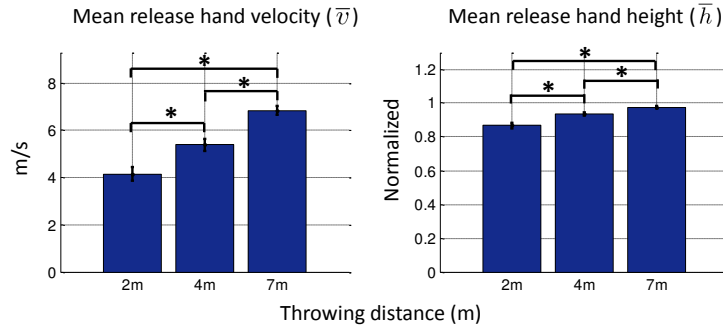 Mean release hand velocity (v̅)
8
6
4
2
0
m/s
*
*
*
2m 4m 7m
Mean release hand height (h̅)
1.2
1
0.8
0.6
0.4
0.2
0
Normalized
*
*
*
2m 4m 7m
Throwing distance (m)